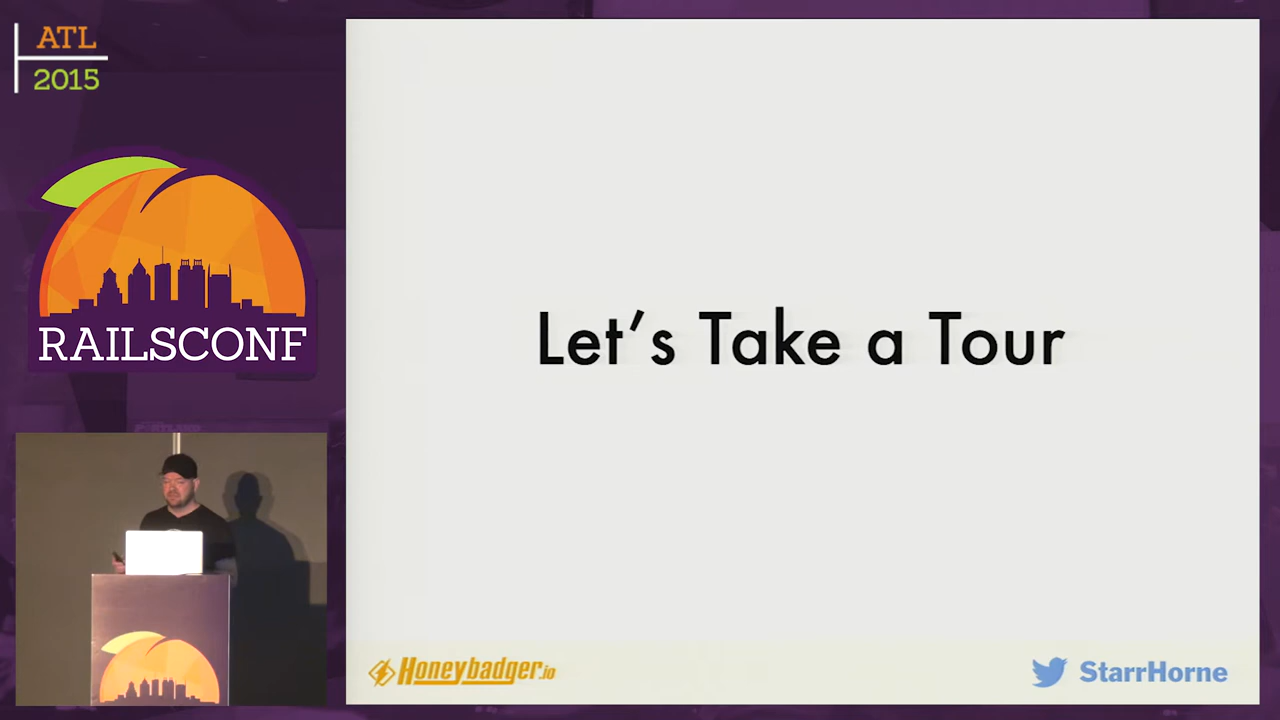 ATL
2015
RAILSCONF
Let's Take a Tour
Honeybadger.io
StarrHorne